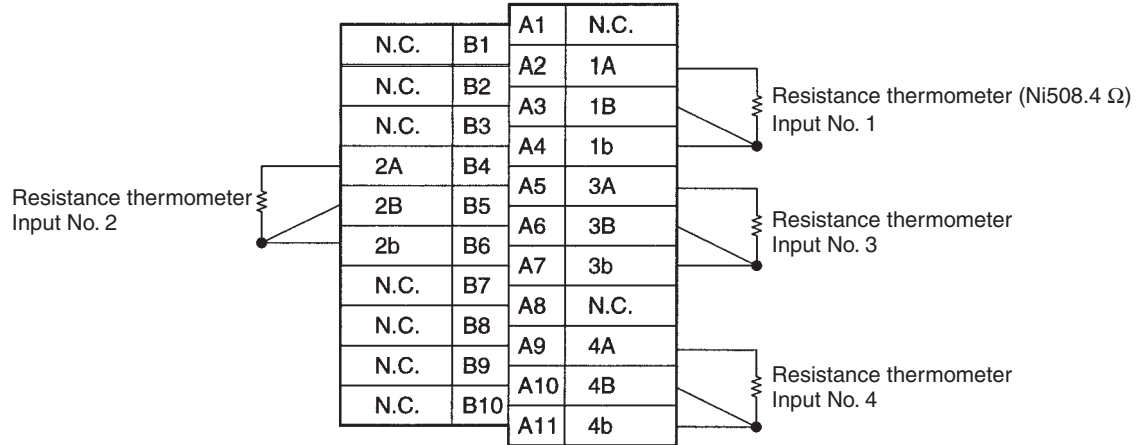 A1 N.C.
N.C. B1
A2 1A
N.C. B2
A3 1B
N.C. B3
A4 1b
2A B4
A5 3A
2B B5
A6 3B
2b B6
A7 3b
N.C. B7
A8 N.C.
N.C. B8
A9 4A
N.C. B9
A10 4B
N.C. B10
A11 4b
Resistance thermometer (Ni508.4 Ω)
Input No. 1
Resistance thermometer
Input No. 2
Resistance thermometer
Input No. 3
Resistance thermometer
Input No. 4